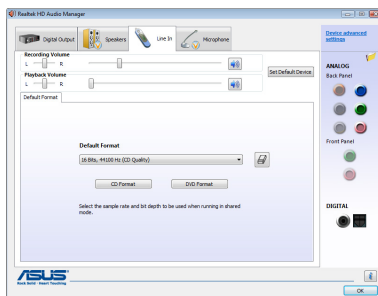 Realtek HD Audio Manager
Digital Output
Speakers
Line In
Microphone
Device advanced settings
Recording Volume
L R
Playback Volume
L R
Set Default Device
ANALOG
Back Panel
Default Format
Default Format
16 Bits, 44100 Hz (CD Quality)
CD Format
DVD Format
Select the sample rate and bit depth to be used when running in shared
mode.
Front Panel
DIGITAL
ASUS
Rock Solid · Heart Touching
i
OK